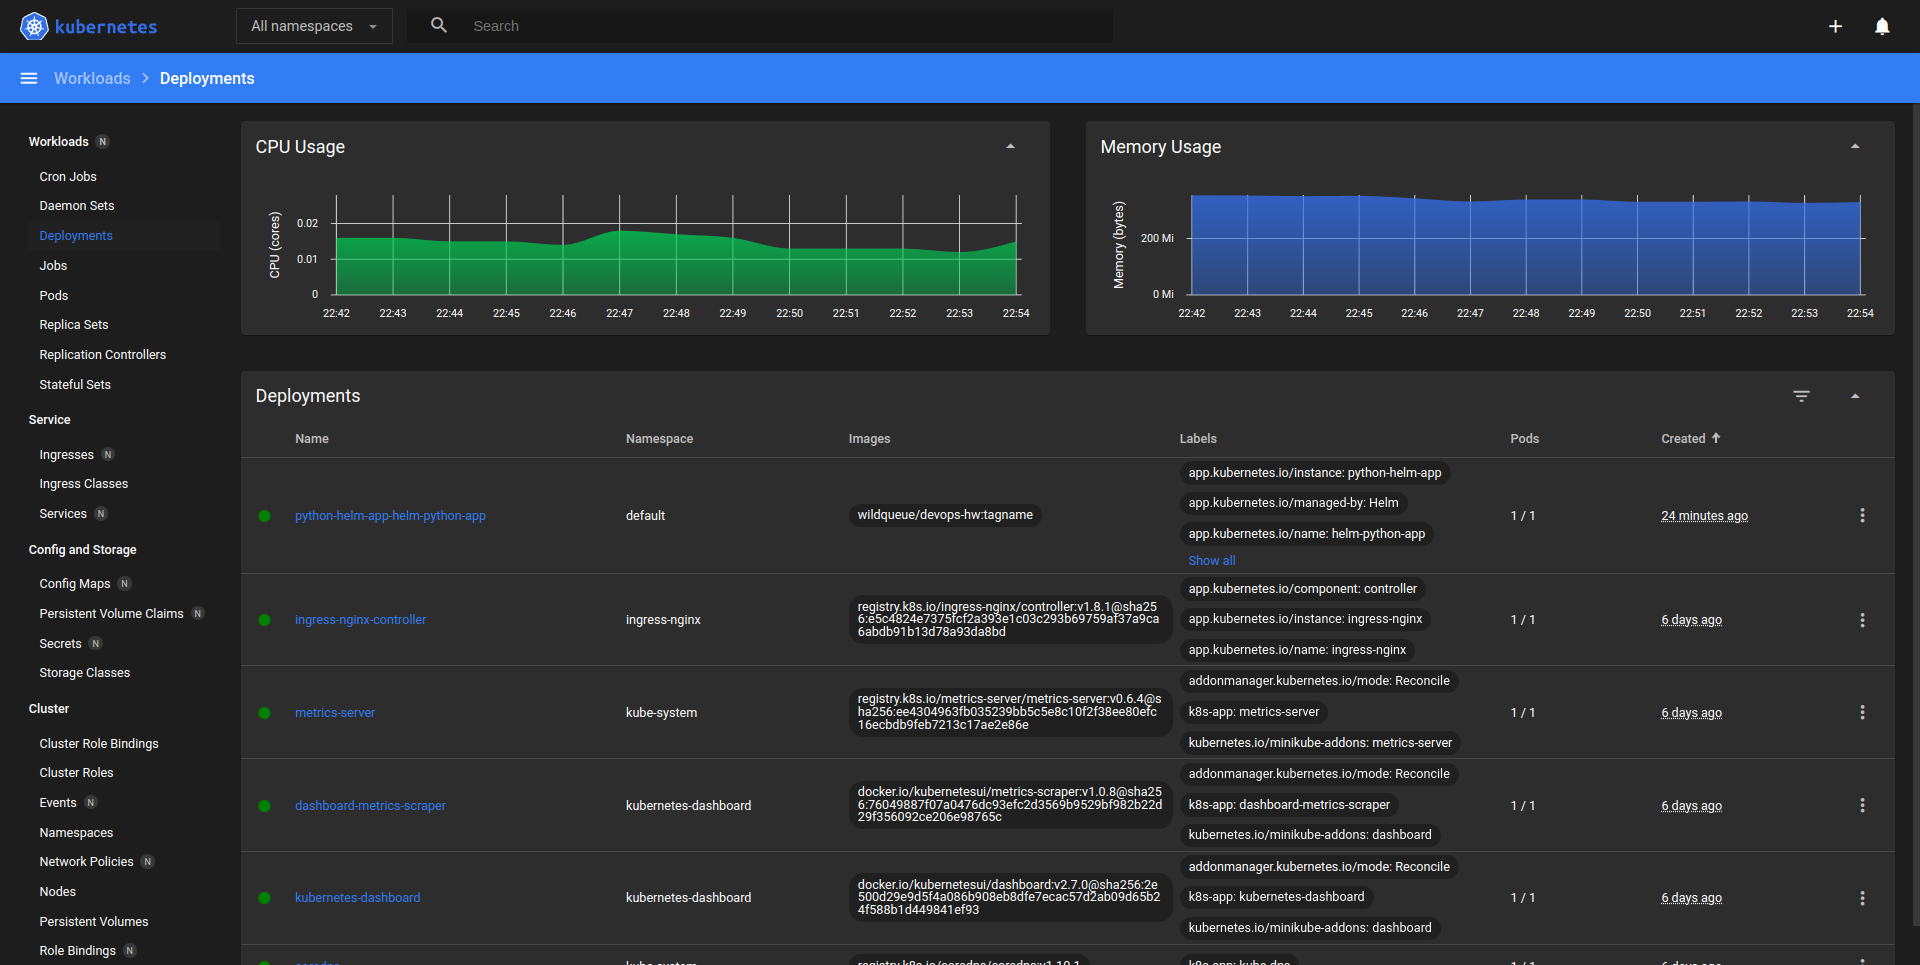 kubernetes
All namespaces
Search
Workloads
Deployments
Workloads N
Cron Jobs
Daemon Sets
Deployments
Jobs
Pods
Replica Sets
Replication Controllers
Stateful Sets
Service
Ingresses N
Ingress Classes
Services N
Config and Storage
Config Maps N
Persistent Volume Claims N
Secrets N
Storage Classes
Cluster
Cluster Role Bindings
Cluster Roles
Events N
Namespaces
Network Policies N
Nodes
Persistent Volumes
Role Bindings N
CPU Usage
CPU (cores)
0.02
0.01
0
22:42 22:43 22:44 22:45 22:46 22:47 22:48 22:49 22:50 22:51 22:52 22:53 22:54
Memory Usage
Memory (bytes)
200 Mi
0 Mi
22:42 22:43 22:44 22:45 22:46 22:47 22:48 22:49 22:50 22:51 22:52 22:53 22:54
Deployments
Name Namespace Images Labels Pods Created
python-helm-app-helm-python-app
default
wildqueue/devops-hw:tagname
app.kubernetes.io/instance: python-helm-app
app.kubernetes.io/managed-by: Helm
app.kubernetes.io/name: helm-python-app
Show all
1 / 1
24 minutes ago
ingress-nginx-controller
ingress-nginx
registry.k8s.io/ingress-nginx/controller:v1.8.1@sha25
6:e5c4824e7375fcf2a393e1c03c293b69759af37a9ca
6abdb91b13d78a93da8bd
app.kubernetes.io/component: controller
app.kubernetes.io/instance: ingress-nginx
app.kubernetes.io/name: ingress-nginx
1 / 1
6 days ago
metrics-server
kube-system
registry.k8s.io/metrics-server/metrics-server:v0.6.4@s
ha256:ee4304963fb035239bb5c5e8c10f2f38ee80efc
16ecbdb9feb7213c17ae2e86e
addonmanager.kubernetes.io/mode: Reconcile
k8s-app: metrics-server
kubernetes.io/minikube-addons: metrics-server
1 / 1
6 days ago
dashboard-metrics-scraper
kubernetes-dashboard
docker.io/kubernetesui/metrics-scraper:v1.0.8@sha25
6:76049887f07a0476dc93efc2d3569b9529bf982b22d
29f356092ce206e98765c
addonmanager.kubernetes.io/mode: Reconcile
k8s-app: dashboard-metrics-scraper
kubernetes.io/minikube-addons: dashboard
1 / 1
6 days ago
kubernetes-dashboard
kubernetes-dashboard
docker.io/kubernetesui/dashboard:v2.7.0@sha256:2e
500d29e9d5f4a086b908eb8dfe7ecac57d2ab09d65b2
4f588b1d449841ef93
addonmanager.kubernetes.io/mode: Reconcile
k8s-app: kubernetes-dashboard
kubernetes.io/minikube-addons: dashboard
1 / 1
6 days ago